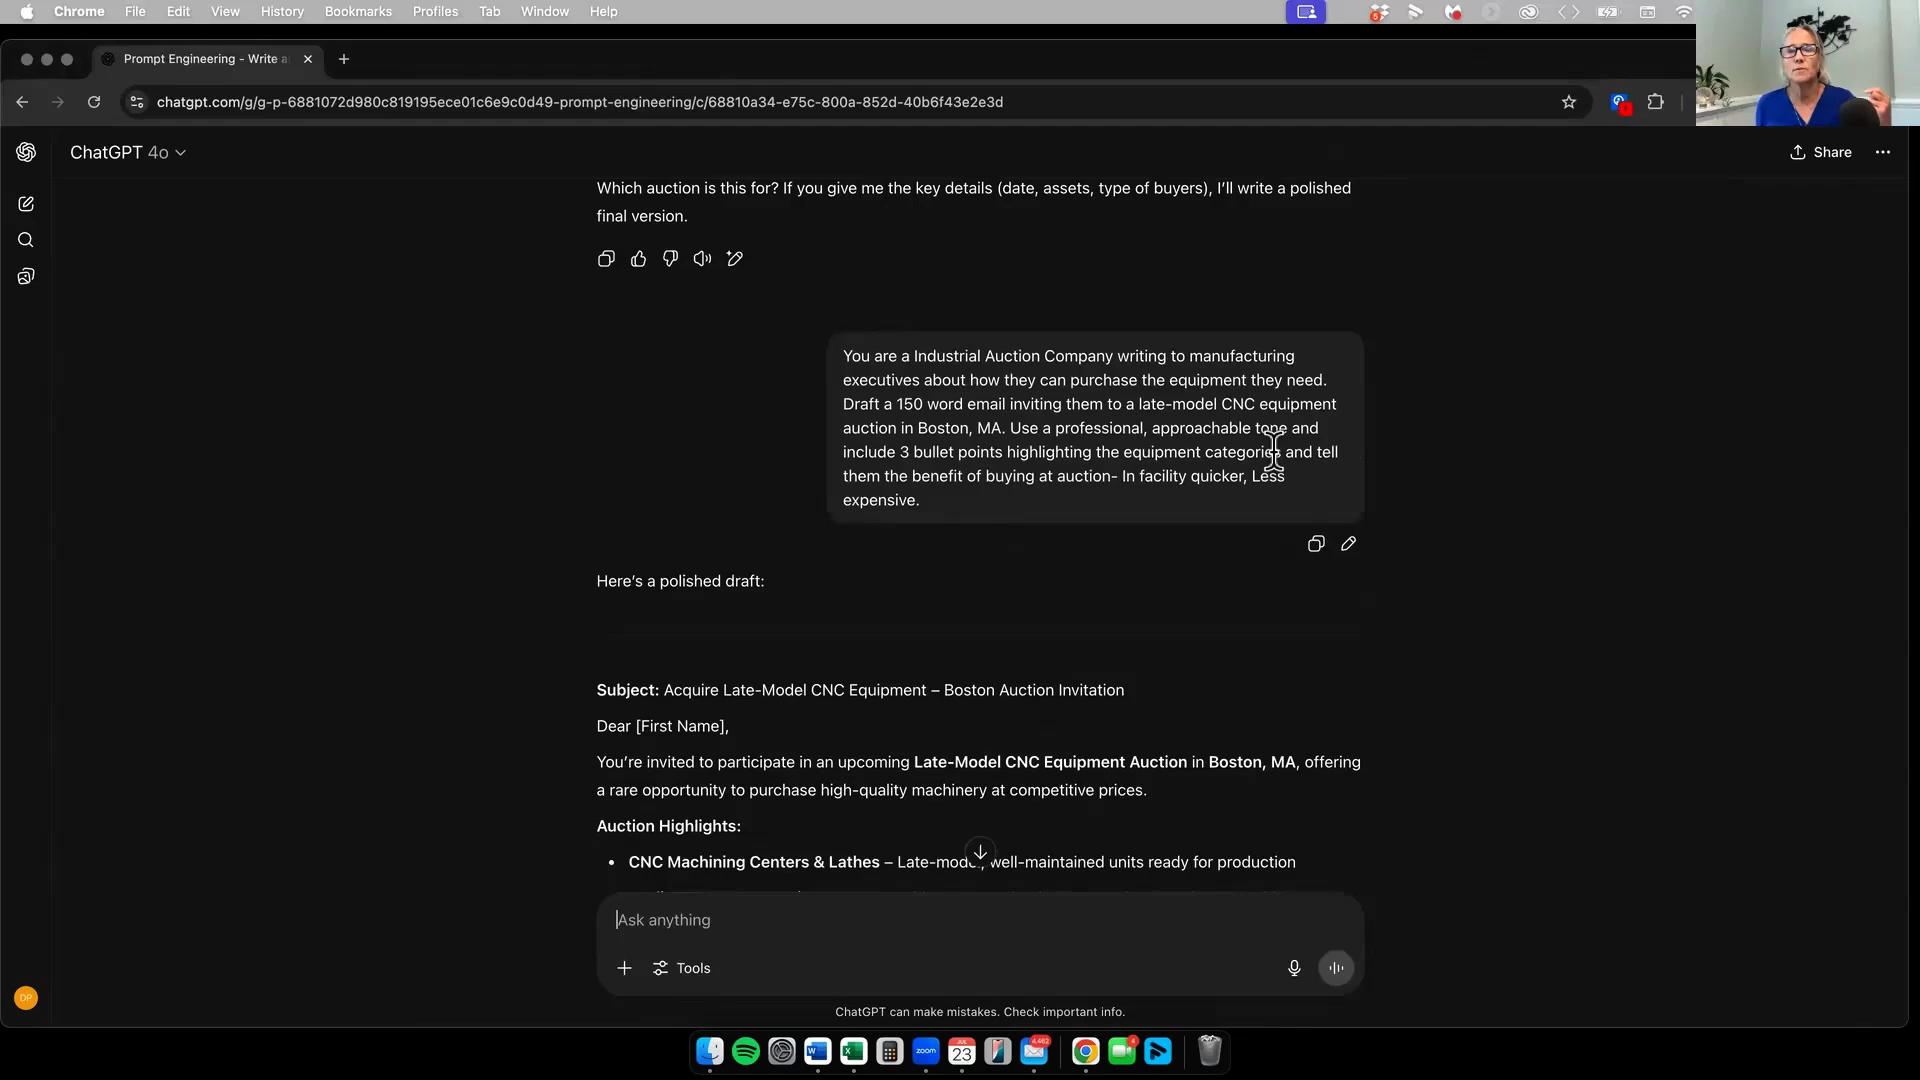 Chrome File Edit View History Bookmarks Profiles Tab Window Help
5
Prompt Engineering - Write a
chatgpt.com/g/g-p-6881072d980c819195ece01c6e9c0d49-prompt-engineering/c/68810a34-e75c-800a-852d-40b6f43e2e3d
ChatGPT 4o
Share
Which auction is this for? If you give me the key details (date, assets, type of buyers), I’ll write a polished
final version.
You are a Industrial Auction Company writing to manufacturing
executives about how they can purchase the equipment they need.
Draft a 150 word email inviting them to a late-model CNC equipment
auction in Boston, MA. Use a professional, approachable tone and
include 3 bullet points highlighting the equipment categories and tell
them the benefit of buying at auction- In facility quicker, Less
expensive.
Here’s a polished draft:
Subject: Acquire Late-Model CNC Equipment – Boston Auction Invitation
Dear [First Name],
You’re invited to participate in an upcoming Late-Model CNC Equipment Auction in Boston, MA, offering
a rare opportunity to purchase high-quality machinery at competitive prices.
Auction Highlights:
• CNC Machining Centers & Lathes – Late-model, well-maintained units ready for production
Ask anything
Tools
DP
ChatGPT can make mistakes. Check important info.
zoom
JUL
23
4,462
4